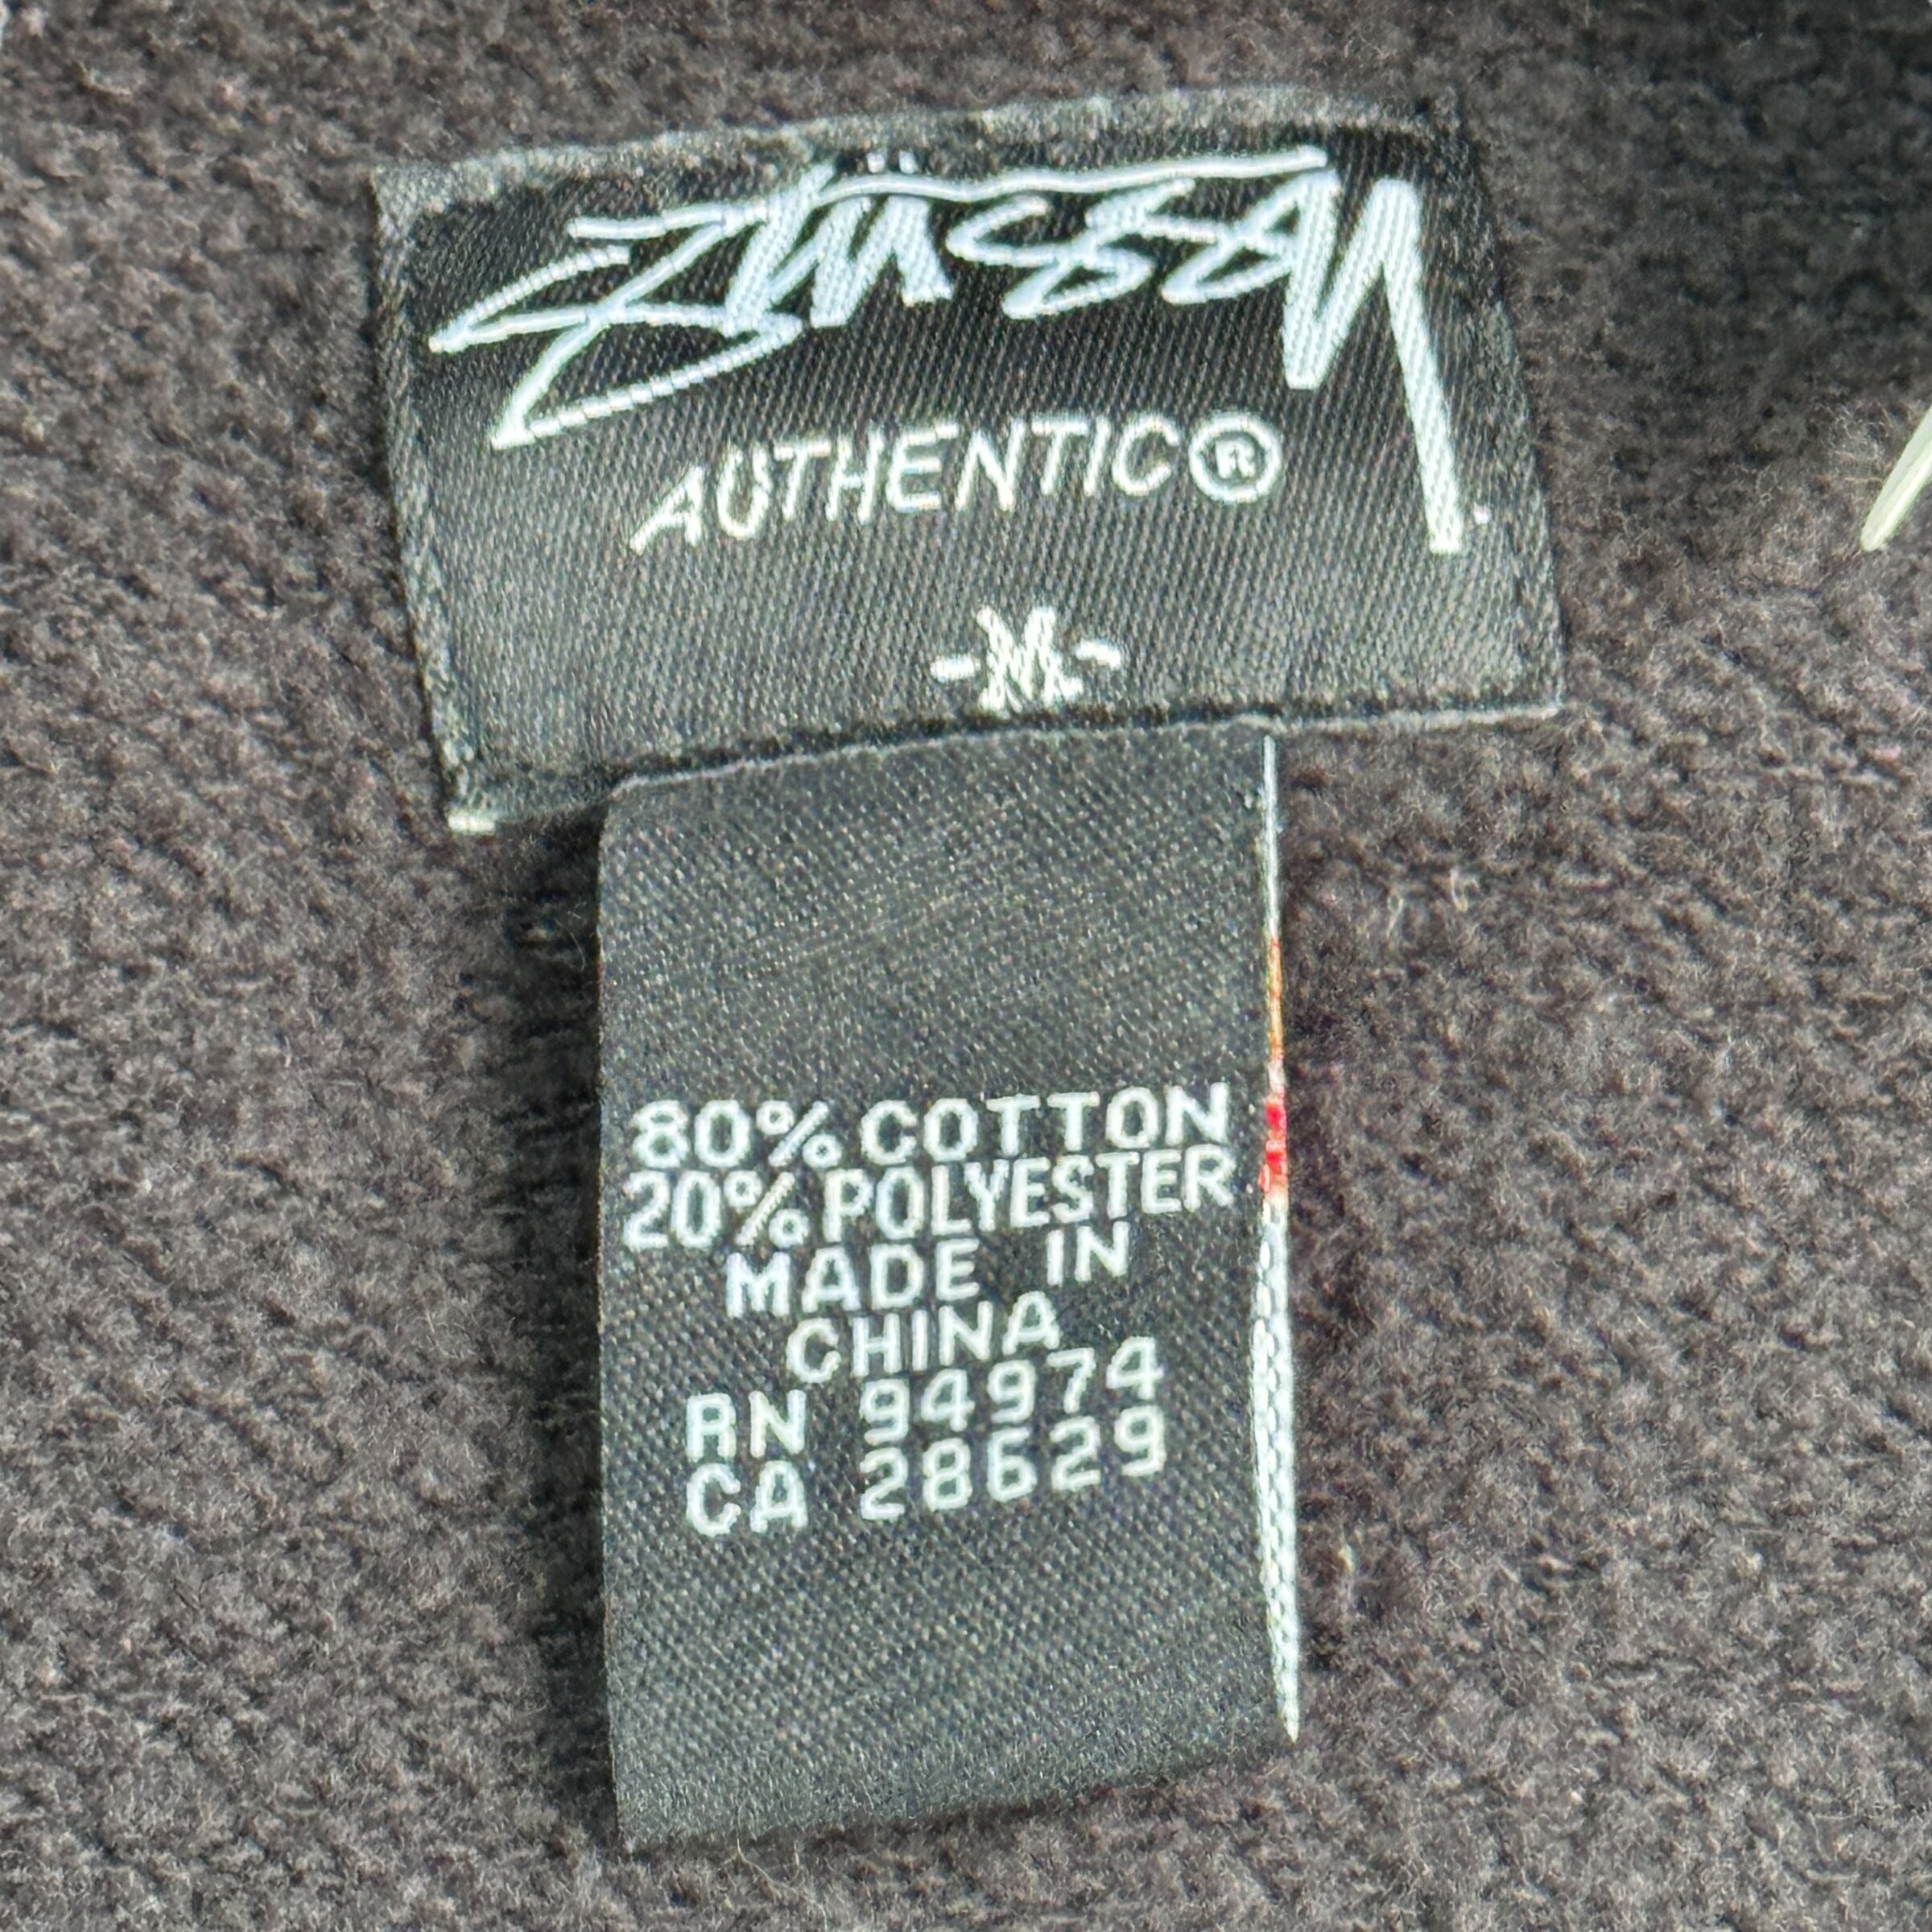 Stüssy
AUTHENTIC®
-M-
80% COTTON
20% POLYESTER
MADE IN
CHINA
RN 94974
CA 28629